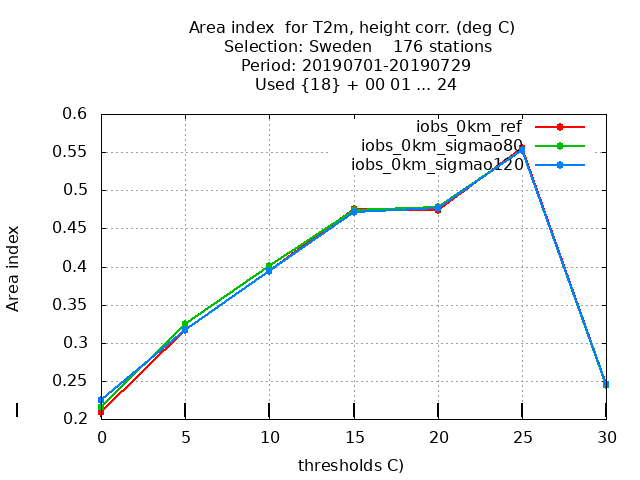 Area index for T2m, height corr. (deg C)
Selection: Sweden 176 stations
Period: 20190701-20190729
Used {18} + 00 01 ... 24
iobs_0km_ref
iobs_0km_sigmao80
iobs_0km_sigmao120
Area index
0.6
0.55
0.5
0.45
0.4
0.35
0.3
0.25
0.2
0 5 10 15 20 25 30
thresholds C)